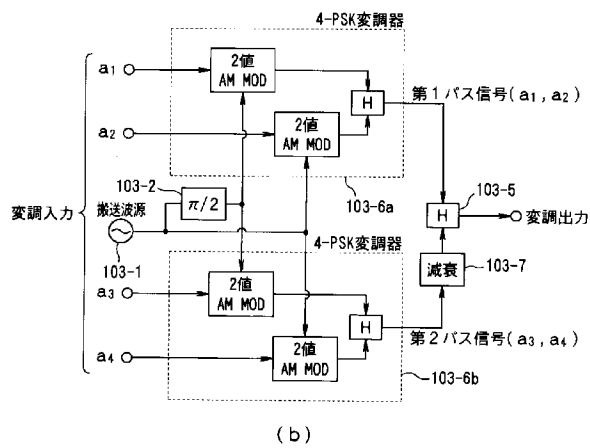 4-PSK変調器
a1
2値
AM MOD
H
第1パス信号(a1,a2)
a2
2値
AM MOD
103-2
π/2
103-6a
103-5
変調入力
搬送波源
H
変調出力
103-1
4-PSK変調器
減衰
103-7
a3
2値
AM MOD
H
第2パス信号(a3,a4)
a4
2値
AM MOD
103-6b
(b)